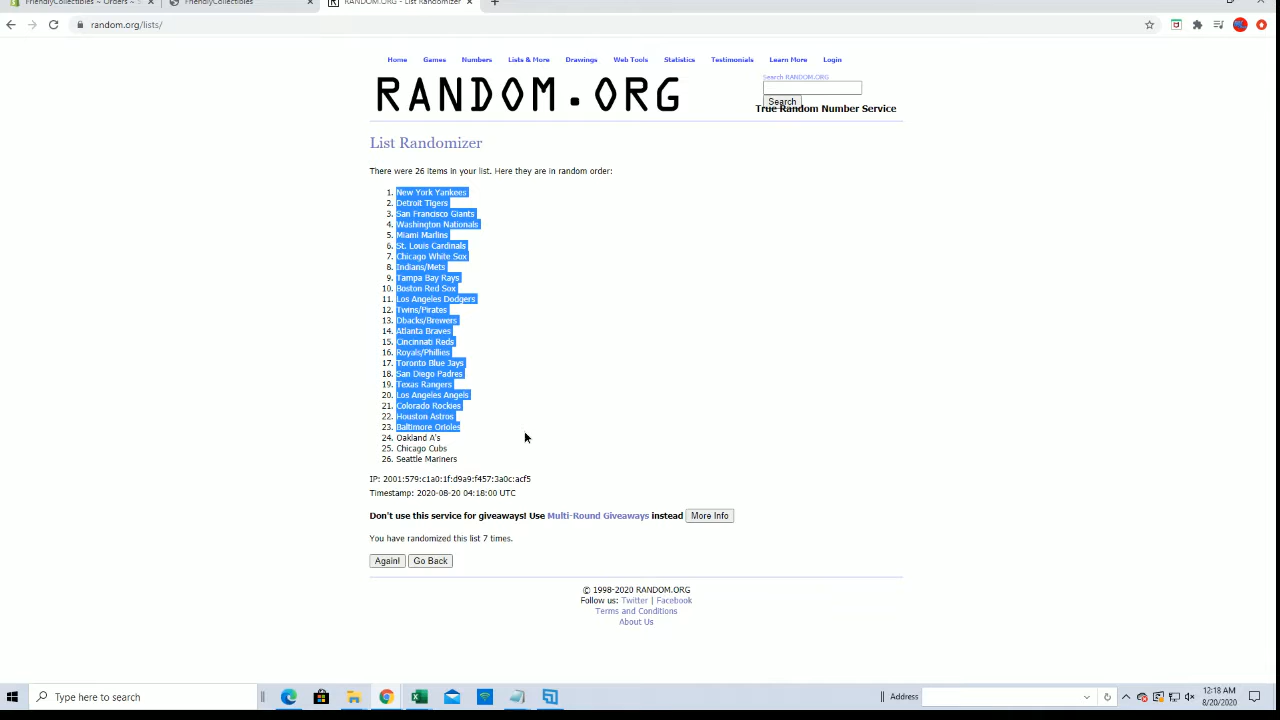 FriendlyCollectibles ~ Orders ~ S
FriendlyCollectibles
RANDOM.ORG - List Randomizer
random.org/lists/
Home Games Numbers Lists & More Drawings Web Tools Statistics Testimonials Learn More Login
RANDOM.ORG
Search RANDOM.ORG
Search
True Random Number Service
List Randomizer
There were 26 items in your list. Here they are in random order:
1. New York Yankees
2. Detroit Tigers
3. San Francisco Giants
4. Washington Nationals
5. Miami Marlins
6. St. Louis Cardinals
7. Chicago White Sox
8. Indians/Mets
9. Tampa Bay Rays
10. Boston Red Sox
11. Los Angeles Dodgers
12. Twins/Pirates
13. Dbacks/Brewers
14. Atlanta Braves
15. Cincinnati Reds
16. Royals/Phillies
17. Toronto Blue Jays
18. San Diego Padres
19. Texas Rangers
20. Los Angeles Angels
21. Colorado Rockies
22. Houston Astros
23. Baltimore Orioles
24. Oakland A's
25. Chicago Cubs
26. Seattle Mariners
IP: 2001:579:c1a0:1f:d9a9:f457:3a0c:acf5
Timestamp: 2020-08-20 04:18:00 UTC
Don't use this service for giveaways! Use Multi-Round Giveaways instead More Info
You have randomized this list 7 times.
Again! Go Back
© 1998-2020 RANDOM.ORG
Follow us: Twitter | Facebook
Terms and Conditions
About Us
Type here to search
Address
12:18 AM
8/20/2020